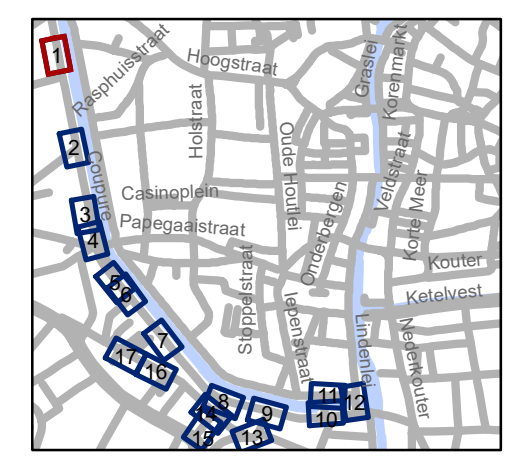 1
Rasphuisstraat
Hoogstraat
Graslei
Korenmarkt
2
Coupure
Holstraat
Oude Houtlei
Veldstraat
Casinoplein
3
Papegaaistraat
4
Onderbergen
Korte Meer
Kouter
5
6
Stoppelstraat
Iepenstraat
Ketelvest
7
Lindenlei
Nederkouter
17
16
8
11
12
14
9
10
15
13